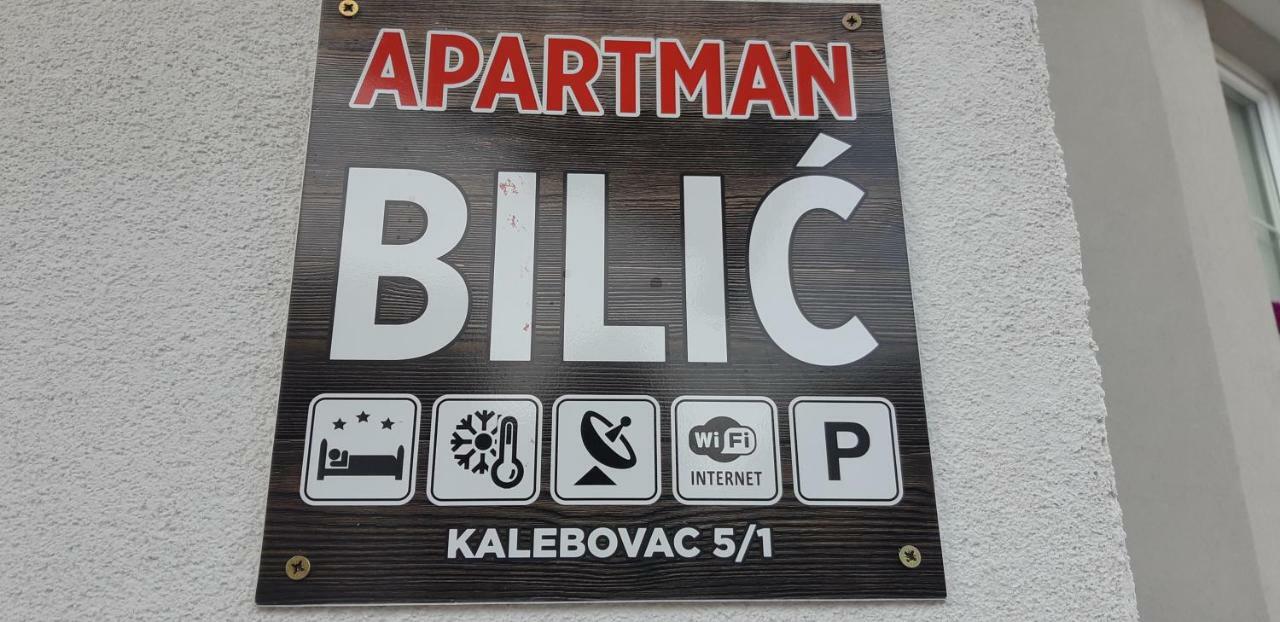 APARTMAN
BILIĆ
WiFi
INTERNET
P
KALEBOVAC 5/1